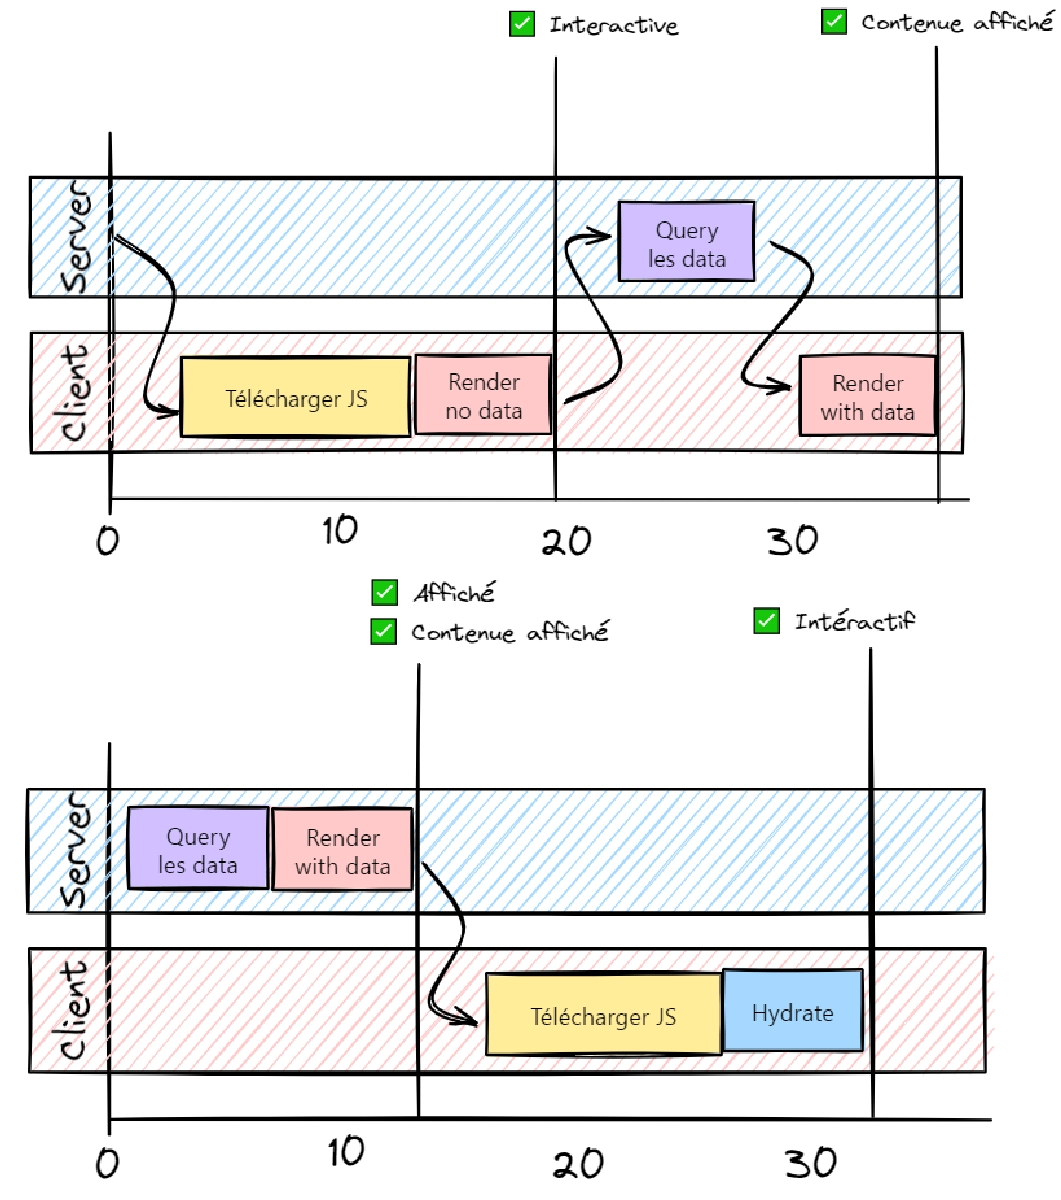 Interactive
Contenue affiché
Server
Query
les data
Client
Télécharger JS
Render
no data
Render
with data
0
10
20
30
Affiché
Contenue affiché
Intéractif
Server
Query
les data
Render
with data
Client
Télécharger JS
Hydrate
0
10
20
30